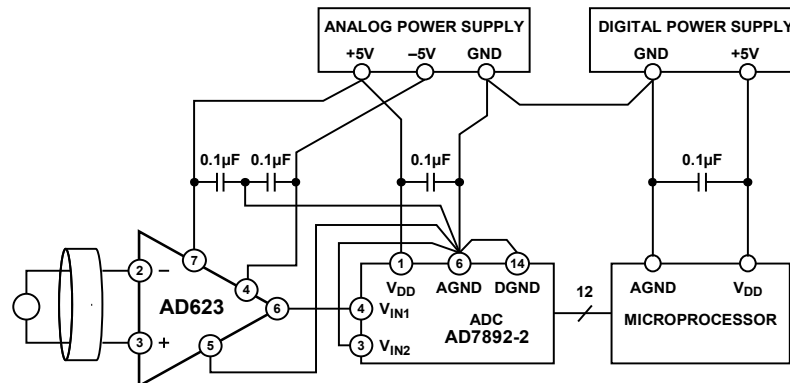 ANALOG POWER SUPPLY
+5V –5V GND
DIGITAL POWER SUPPLY
GND +5V
0.1µF 0.1µF 0.1µF 0.1µF
7
4
2 –
3 +
AD623
6
5
1 6 14
V_DD AGND DGND
4 V_IN1
3 V_IN2
ADC
AD7892-2
12
AGND V_DD
MICROPROCESSOR